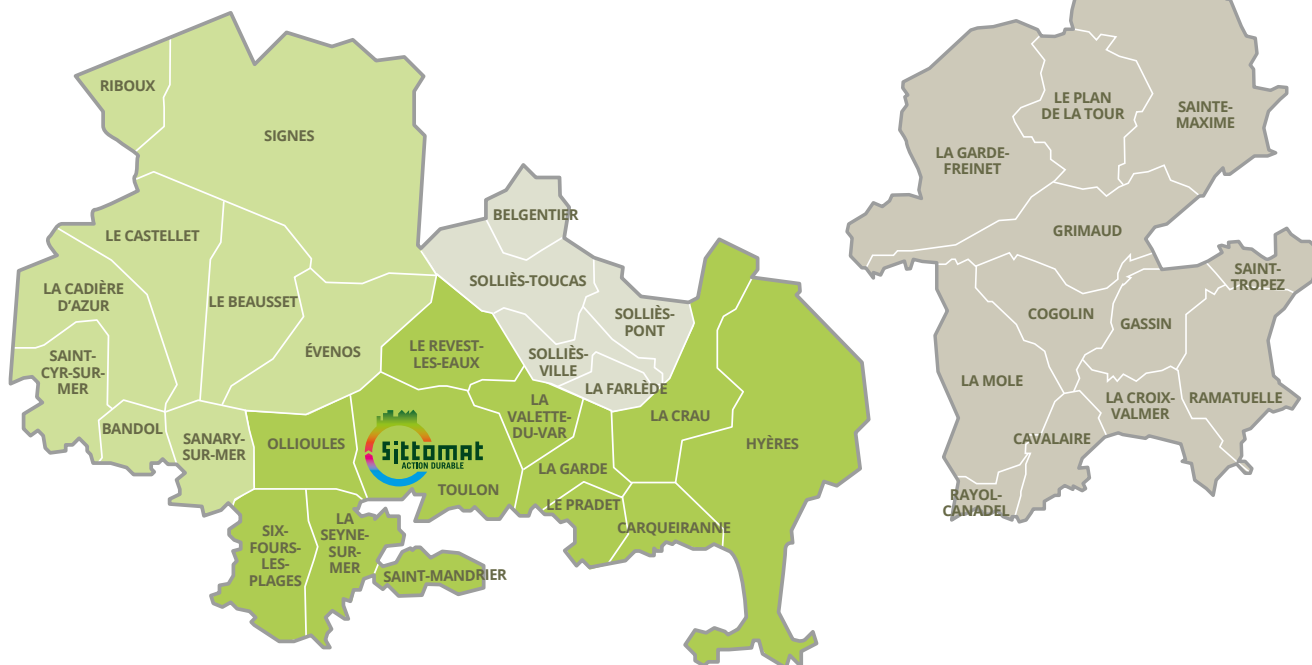 RIBOUX
SIGNES
LE CASTELLET
LA CADIÈRE
D'AZUR
LE BEAUSSET
SAINT-
CYR-SUR-
MER
ÉVENOS
BANDOL
SANARY-
SUR-MER
BELGENTIER
SOLLIÈS-TOUCAS
SOLLIÈS-
PONT
SOLLIÈS-
VILLE
LA FARLÈDE
LE REVEST-
LES-EAUX
LA
VALETTE-
DU-VAR
LA CRAU
HYÈRES
OLLIOULES
Sittomat
ACTION DURABLE
TOULON
LA GARDE
LE PRADET
CARQUEIRANNE
SIX-
FOURS-
LES-
PLAGES
LA
SEYNE-
SUR-
MER
SAINT-MANDRIER
LE PLAN
DE LA TOUR
SAINTE-
MAXIME
LA GARDE-
FREINET
GRIMAUD
SAINT-
TROPEZ
COGOLIN
GASSIN
LA MOLE
LA CROIX-
VALMER
RAMATUELLE
CAVALAIRE
RAYOL-
CANADEL